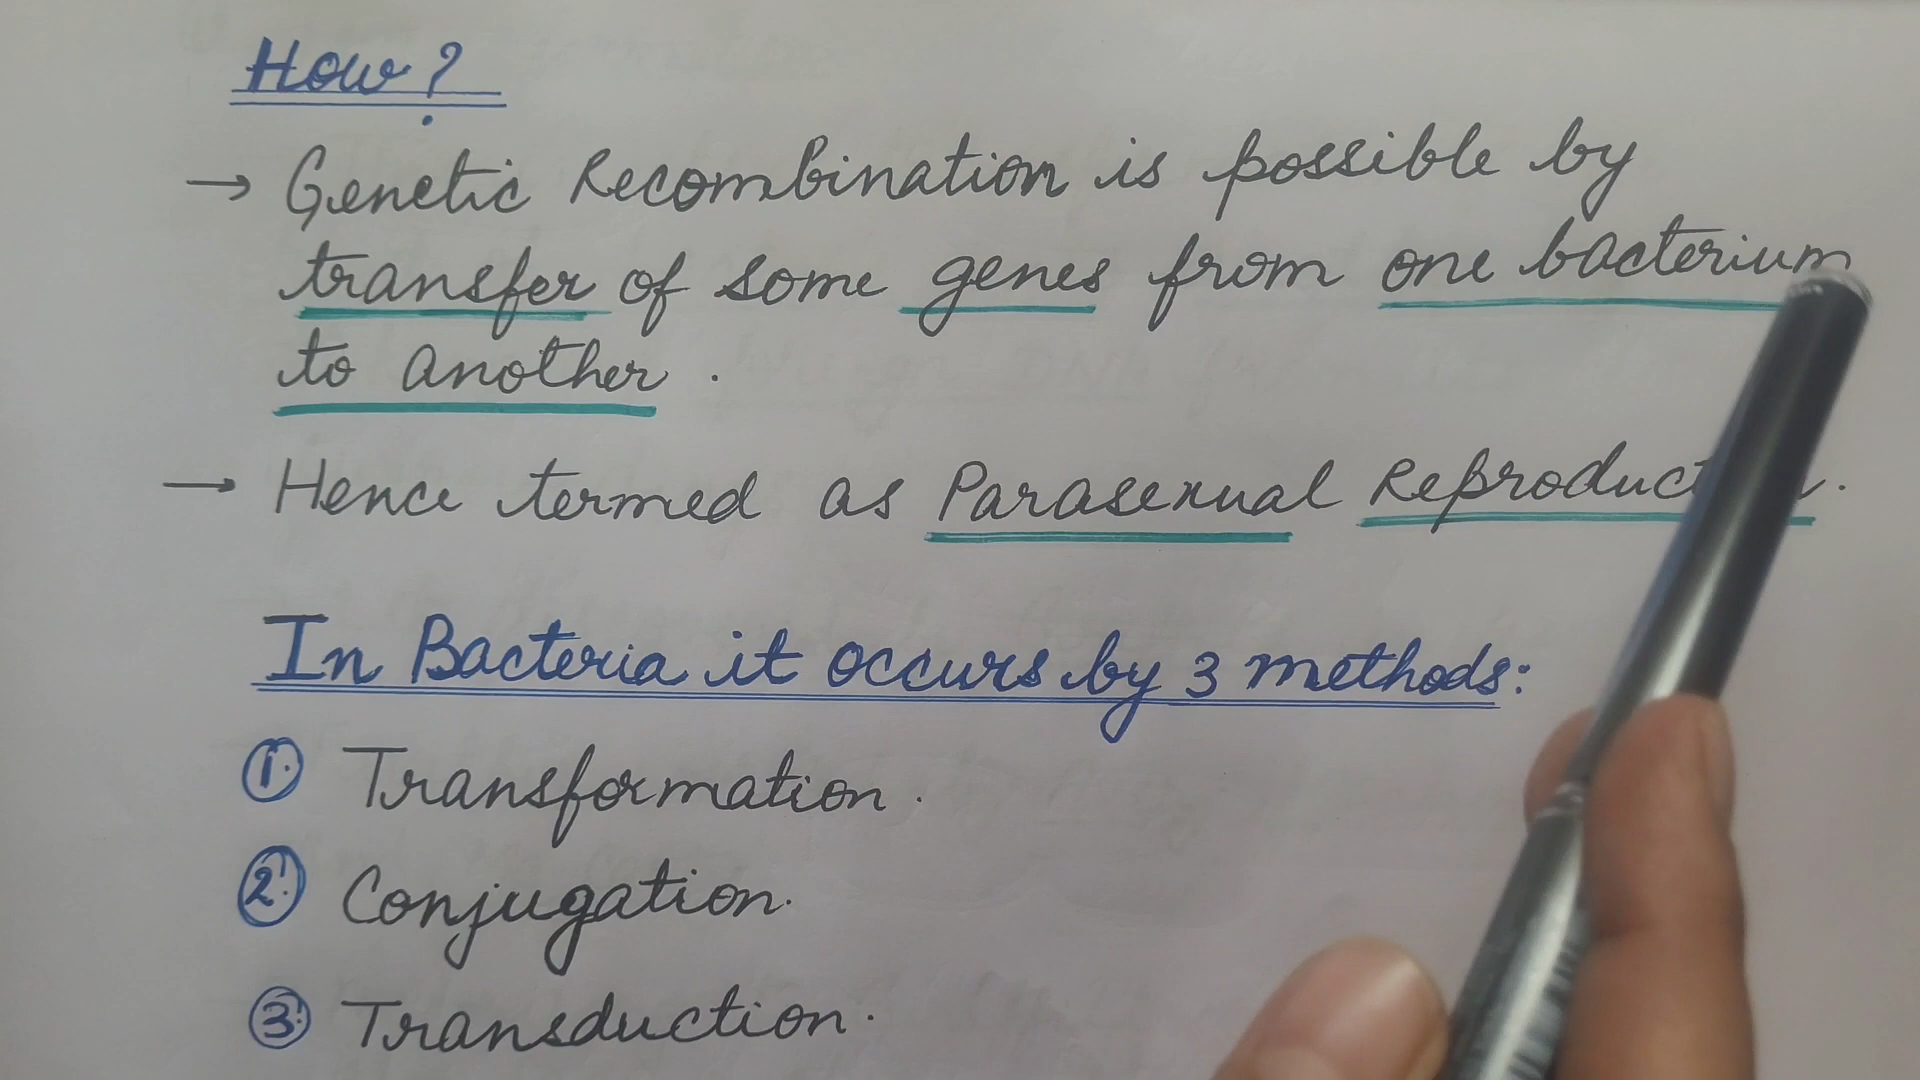 How?
→ Genetic Recombination is possible by
transfer of some genes from one bacterium
to another.
→ Hence termed as Parasexual
In Bacteria it occurs by 3 methods:
1. Transformation.
2. Conjugation.
3. Transduction.